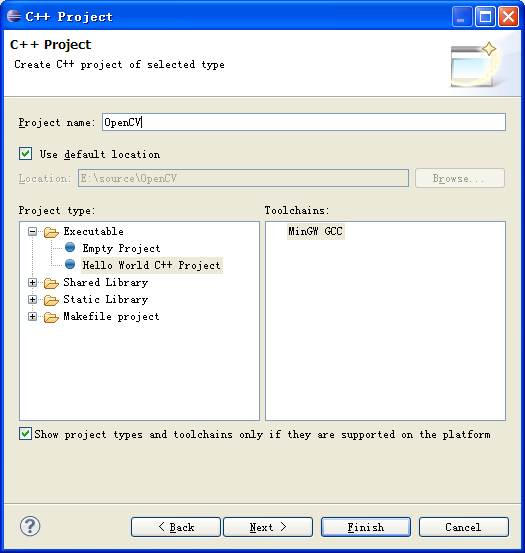 C++ Project
C++ Project
Create C++ project of selected type
Project name: OpenCV
Use default location
Location: E:\source\OpenCV Browse...
Project type: Toolchains:
Executable MinGW GCC
Empty Project
Hello World C++ Project
Shared Library
Static Library
Makefile project
Show project types and toolchains only if they are supported on the platform
? < Back Next > Finish Cancel